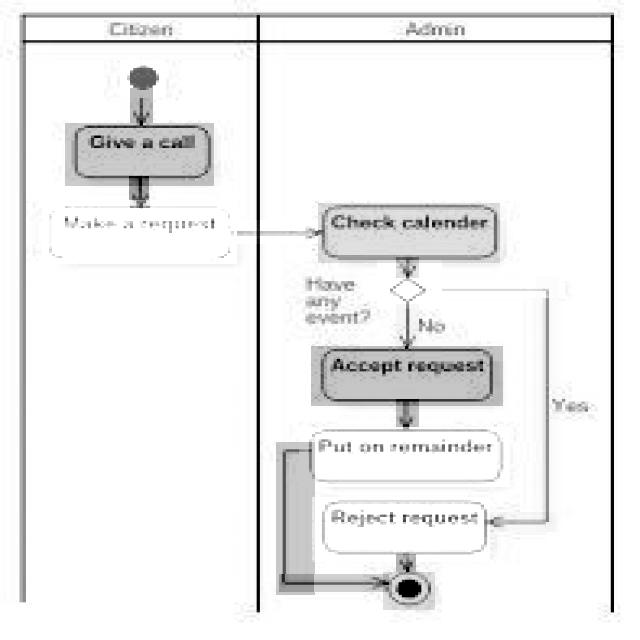 Citizen
Admin
Give a call
Make a request
Check calender
Have
any
event?
No
Accept request
Yes
Put on remainder
Reject request